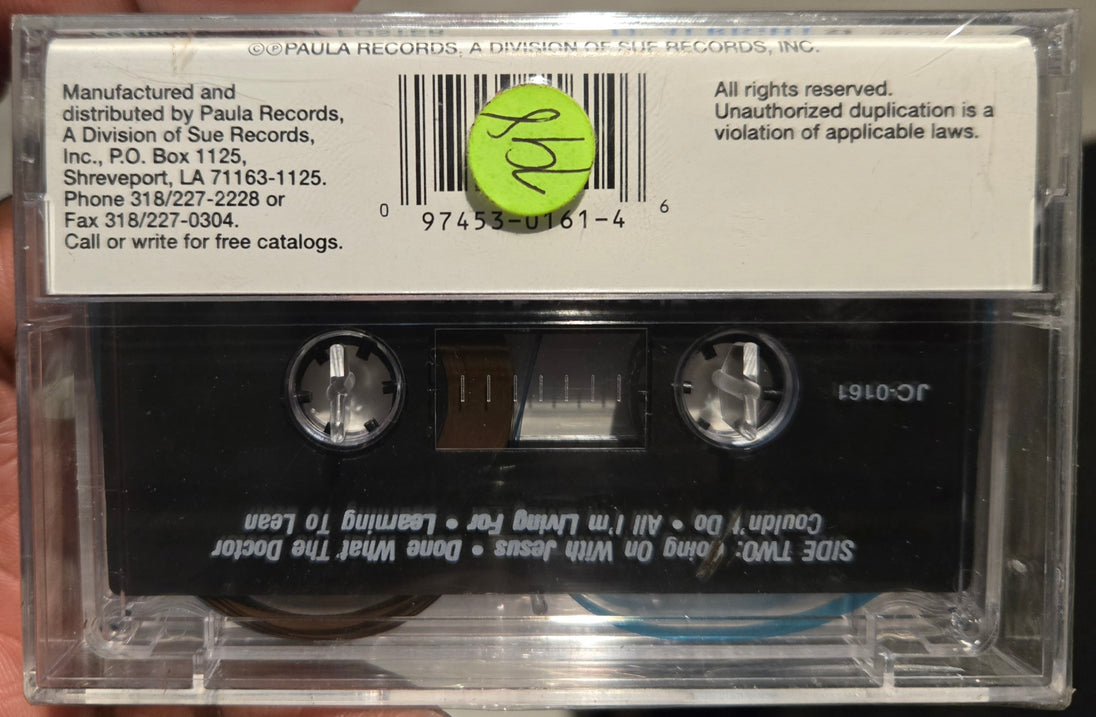 ©℗PAULA RECORDS, A DIVISION OF SUE RECORDS, INC.
Manufactured and
distributed by Paula Records,
A Division of Sue Records,
Inc., P.O. Box 1125,
Shreveport, LA 71163-1125.
Phone 318/227-2228 or
Fax 318/227-0304.
Call or write for free catalogs.
0 97453-0161-4 6
All rights reserved.
Unauthorized duplication is a
violation of applicable laws.
JC-0161
SIDE TWO: Going On With Jesus • Done What The Doctor
Couldn't Do • All I'm Living For • Learning To Lean